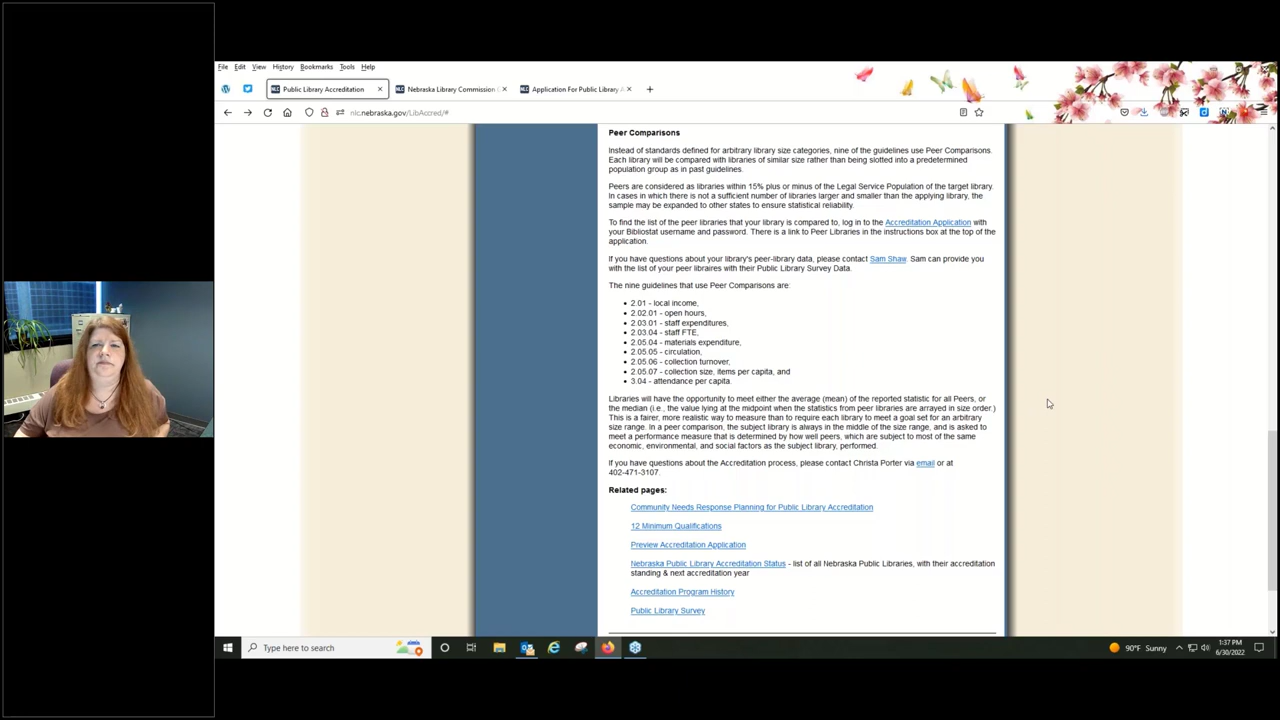 File Edit View History Bookmarks Tools Help
Public Library Accreditation × Nebraska Library Commission × Application For Public Library A × +
nlc.nebraska.gov/LibAccred/#
Peer Comparisons
Instead of standards defined for arbitrary library size categories, nine of the guidelines use Peer Comparisons.
Each library will be compared with libraries of similar size rather than being slotted into a predetermined
population group as in past guidelines.
Peers are considered as libraries within 15% plus or minus of the Legal Service Population of the target library.
In cases in which there is not a sufficient number of libraries larger and smaller than the applying library, the
sample may be expanded to other states to ensure statistical reliability.
To find the list of the peer libraries that your library is compared to, log in to the Accreditation Application with
your Bibliostat username and password. There is a link to Peer Libraries in the instructions box at the top of the
application.
If you have questions about your library's peer-library data, please contact Sam Shaw. Sam can provide you
with the list of your peer libraires with their Public Library Survey Data.
The nine guidelines that use Peer Comparisons are:
• 2.01 - local income,
• 2.02.01 - open hours,
• 2.03.01 - staff expenditures,
• 2.03.04 - staff FTE,
• 2.05.04 - materials expenditure,
• 2.05.05 - circulation,
• 2.05.06 - collection turnover,
• 2.05.07 - collection size, items per capita, and
• 3.04 - attendance per capita.
Libraries will have the opportunity to meet either the average (mean) of the reported statistic for all Peers, or
the median (i.e., the value lying at the midpoint when the statistics from peer libraries are arrayed in size order.)
This is a fairer, more realistic way to measure than to require each library to meet a goal set for an arbitrary
size range. In a peer comparison, the subject library is always in the middle of the size range, and is asked to
meet a performance measure that is determined by how well peers, which are subject to most of the same
economic, environmental, and social factors as the subject library, performed.
If you have questions about the Accreditation process, please contact Christa Porter via email or at
402-471-3107.
Related pages:
Community Needs Response Planning for Public Library Accreditation
12 Minimum Qualifications
Preview Accreditation Application
Nebraska Public Library Accreditation Status - list of all Nebraska Public Libraries, with their accreditation
standing & next accreditation year
Accreditation Program History
Public Library Survey
Type here to search
90°F Sunny
1:37 PM
6/30/2022